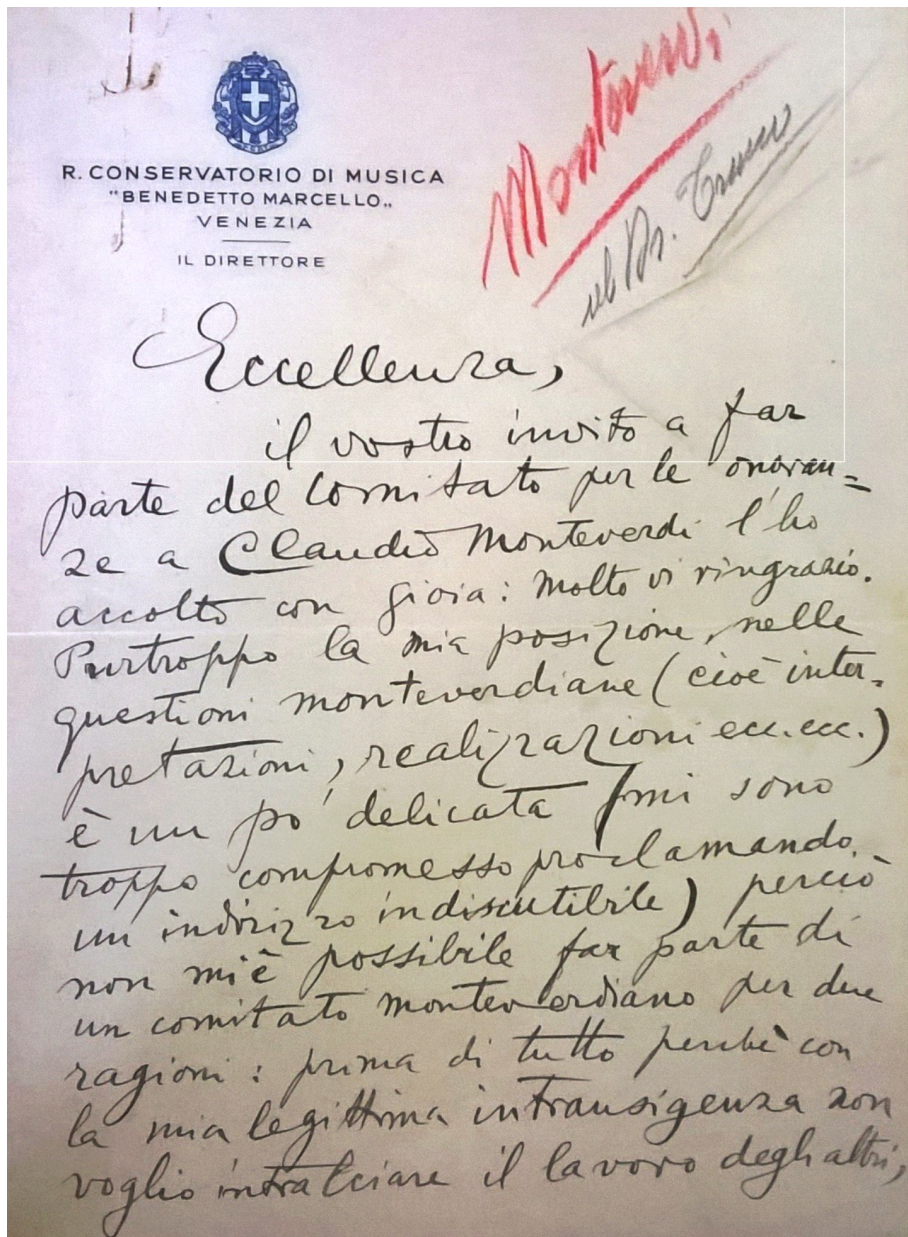 R. CONSERVATORIO DI MUSICA
"BENEDETTO MARCELLO„
VENEZIA
IL DIRETTORE
Monteverdi
al Dr.
Eccellenza,
il vostro invito a far
parte del Comitato per le onoran=
ze a Claudio Monteverdi l'ho
accolto con gioia: molto vi ringrazio.
Purtroppo la mia posizione, nelle
questioni monteverdiane (cioè inter=
pretazioni, realizzazioni ecc. ecc.)
è un po' delicata (mi sono
troppo compromesso proclamando
un indirizzo indiscutibile) perciò
non mi è possibile far parte di
un comitato monteverdiano per due
ragioni: prima di tutto perchè con
la mia legittima intransigenza non
voglio intralciare il lavoro degli altri,